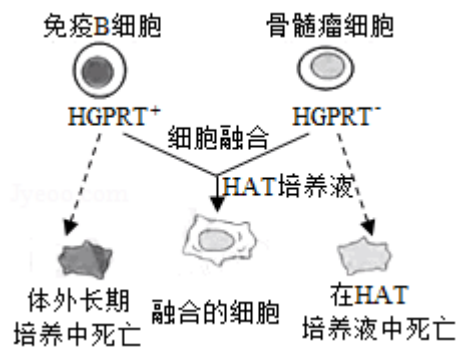 免疫B细胞 骨髓瘤细胞
HGPRT⁺ HGPRT⁻
细胞融合
HAT培养液
Jyeoo.com
体外长期
培养中死亡
融合的细胞
在HAT
培养液中死亡